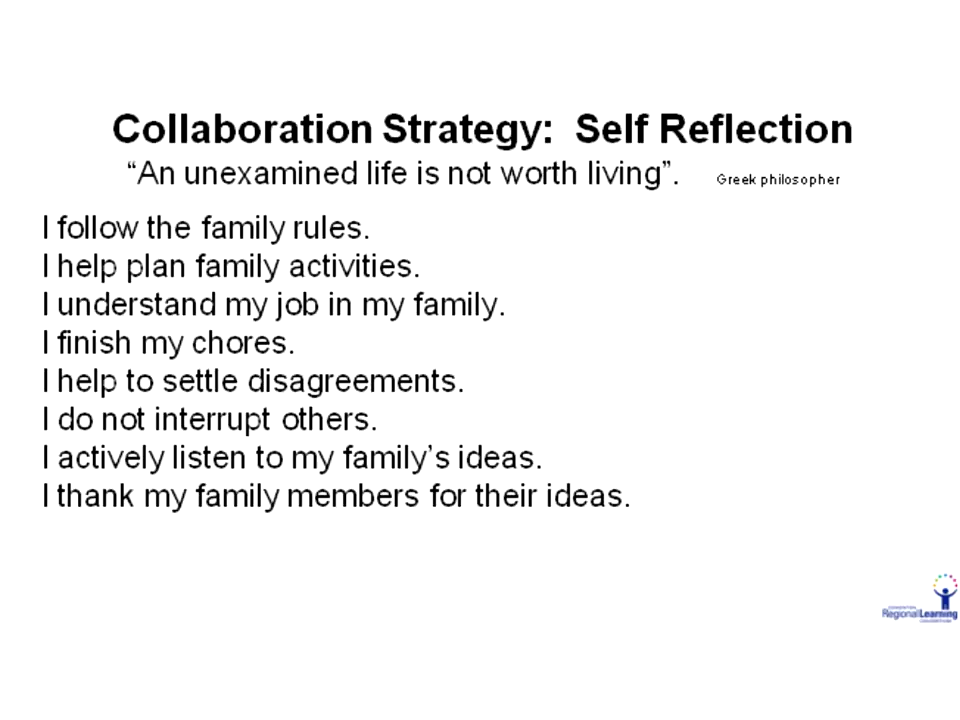 Collaboration Strategy: Self Reflection
“An unexamined life is not worth living”. Greek philosopher
I follow the family rules.
I help plan family activities.
I understand my job in my family.
I finish my chores.
I help to settle disagreements.
I do not interrupt others.
I actively listen to my family’s ideas.
I thank my family members for their ideas.
RegionalLearning